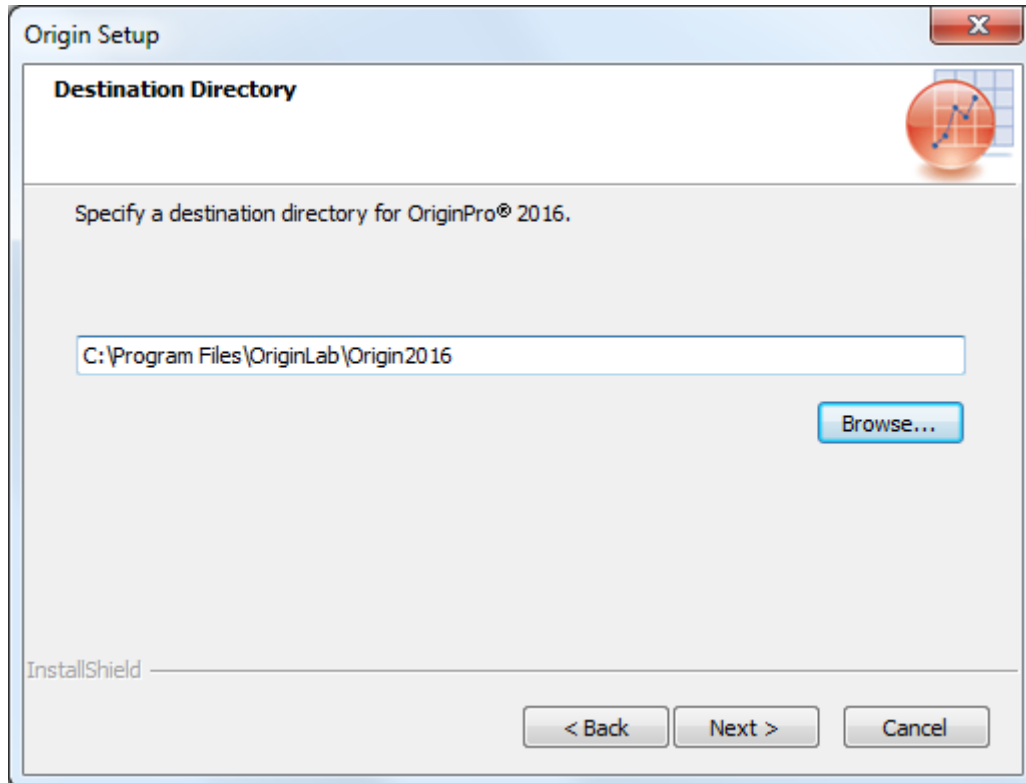 Origin Setup
Destination Directory
Specify a destination directory for OriginPro® 2016.
C:\Program Files\OriginLab\Origin2016
Browse...
InstallShield
< Back Next > Cancel